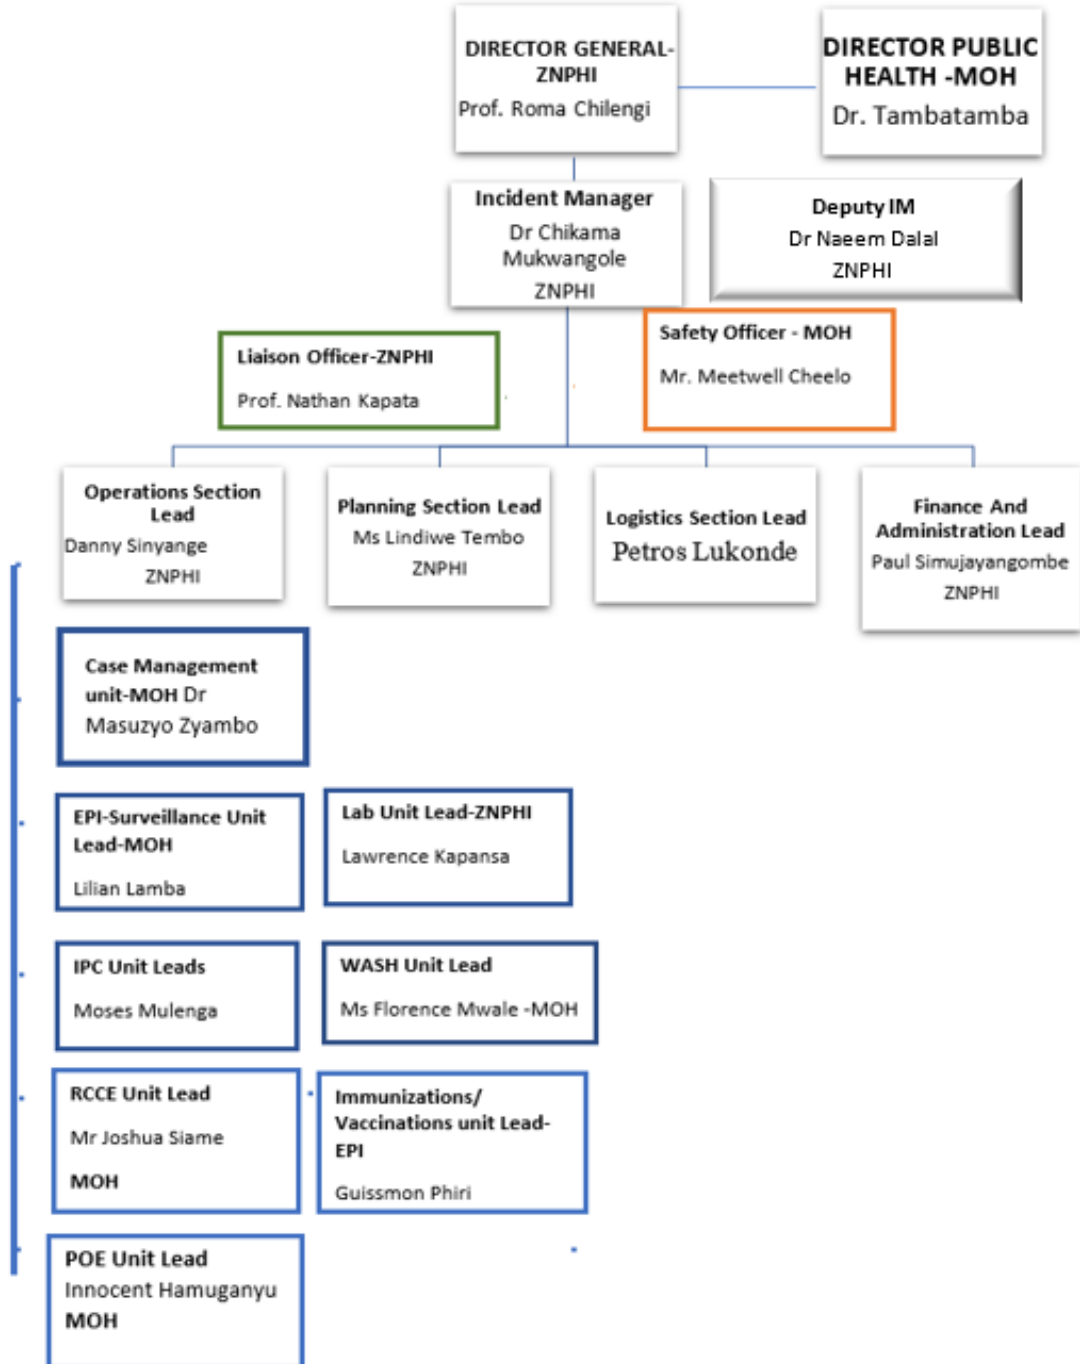 DIRECTOR GENERAL-
ZNPHI
Prof. Roma Chilengi
DIRECTOR PUBLIC
HEALTH -MOH
Dr. Tambatamba
Incident Manager
Dr Chikama
Mukwangole
ZNPHI
Deputy IM
Dr Naeem Dalal
ZNPHI
Liaison Officer-ZNPHI
Prof. Nathan Kapata
Safety Officer - MOH
Mr. Meetwell Cheelo
Operations Section
Lead
Danny Sinyange
ZNPHI
Planning Section Lead
Ms Lindiwe Tembo
ZNPHI
Logistics Section Lead
Petros Lukonde
Finance And
Administration Lead
Paul Simujayangombe
ZNPHI
Case Management
unit-MOH Dr
Masuzyo Zyambo
EPI-Surveillance Unit
Lead-MOH
Lilian Lamba
Lab Unit Lead-ZNPHI
Lawrence Kapansa
IPC Unit Leads
Moses Mulenga
WASH Unit Lead
Ms Florence Mwale -MOH
RCCE Unit Lead
Mr Joshua Siame
MOH
Immunizations/
Vaccinations unit Lead-
EPI
Guissmon Phiri
POE Unit Lead
Innocent Hamuganyu
MOH